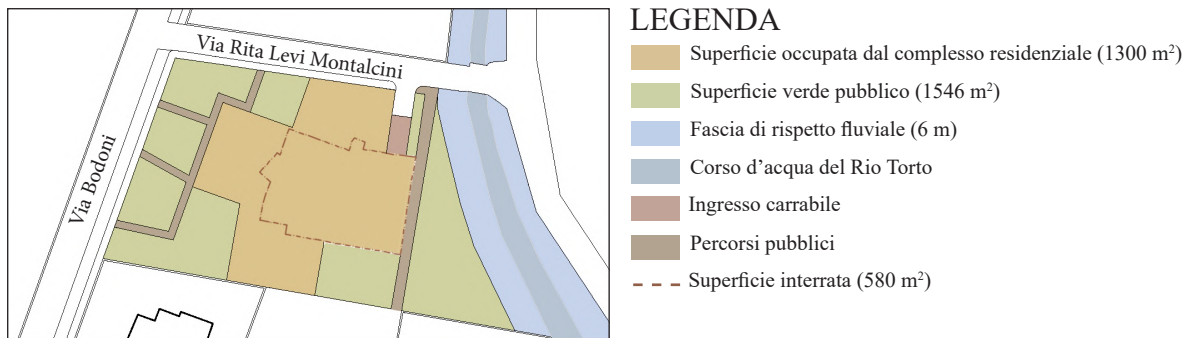 Via Rita Levi Montalcini
Via Bodoni
LEGENDA
Superficie occupata dal complesso residenziale (1300 m²)
Superficie verde pubblico (1546 m²)
Fascia di rispetto fluviale (6 m)
Corso d’acqua del Rio Torto
Ingresso carrabile
Percorsi pubblici
Superficie interrata (580 m²)